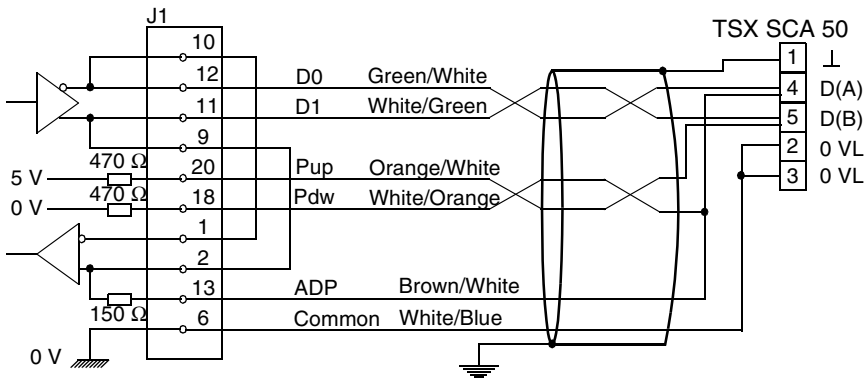 J1
TSX SCA 50
10
1 ⊥
12 D0 Green/White
4 D(A)
11 D1 White/Green
5 D(B)
9
2 0 VL
470 Ω
5 V 20 Pup Orange/White
3 0 VL
470 Ω
0 V 18 Pdw White/Orange
1
2
13 ADP Brown/White
150 Ω
6 Common White/Blue
0 V